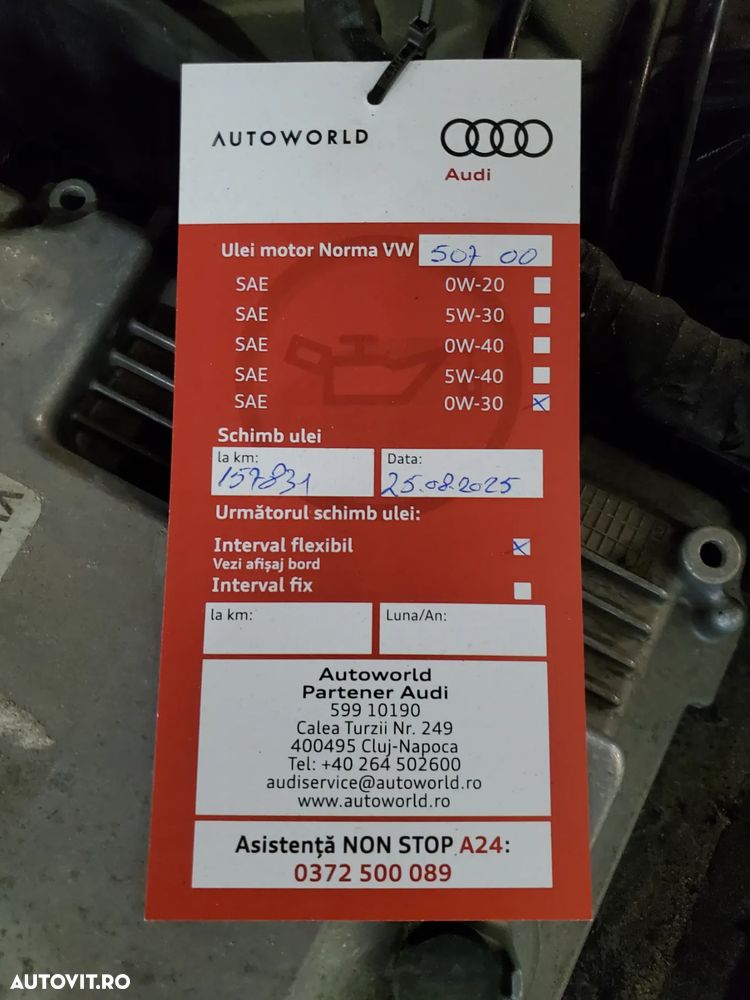 AUTOWORLD
Audi
Ulei motor Norma VW 507 00
SAE 0W-20
SAE 5W-30
SAE 0W-40
SAE 5W-40
SAE 0W-30
Schimb ulei
la km: Data:
157831 25.08.2025
Următorul schimb ulei:
Interval flexibil
Vezi afișaj bord
Interval fix
la km: Luna/An:
Autoworld
Partener Audi
599 10190
Calea Turzii Nr. 249
400495 Cluj-Napoca
Tel: +40 264 502600
audiservice@autoworld.ro
www.autoworld.ro
Asistență NON STOP A24:
0372 500 089
AUTOVIT.RO